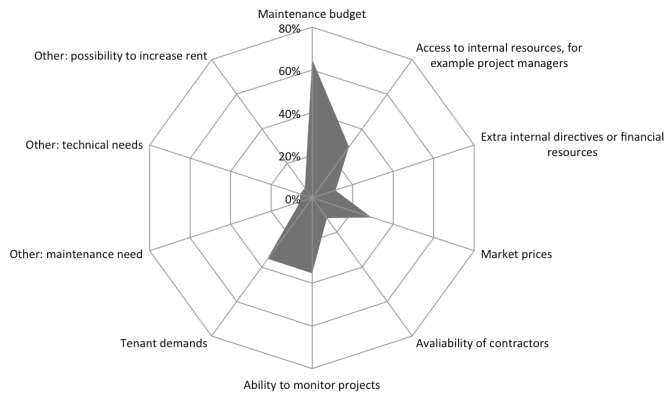 Maintenance budget
80%
Access to internal resources, for
example project managers
Other: possibility to increase rent
60%
40%
Other: technical needs
Extra internal directives or financial
resources
20%
0%
Other: maintenance need
Market prices
Tenant demands
Avaliability of contractors
Ability to monitor projects